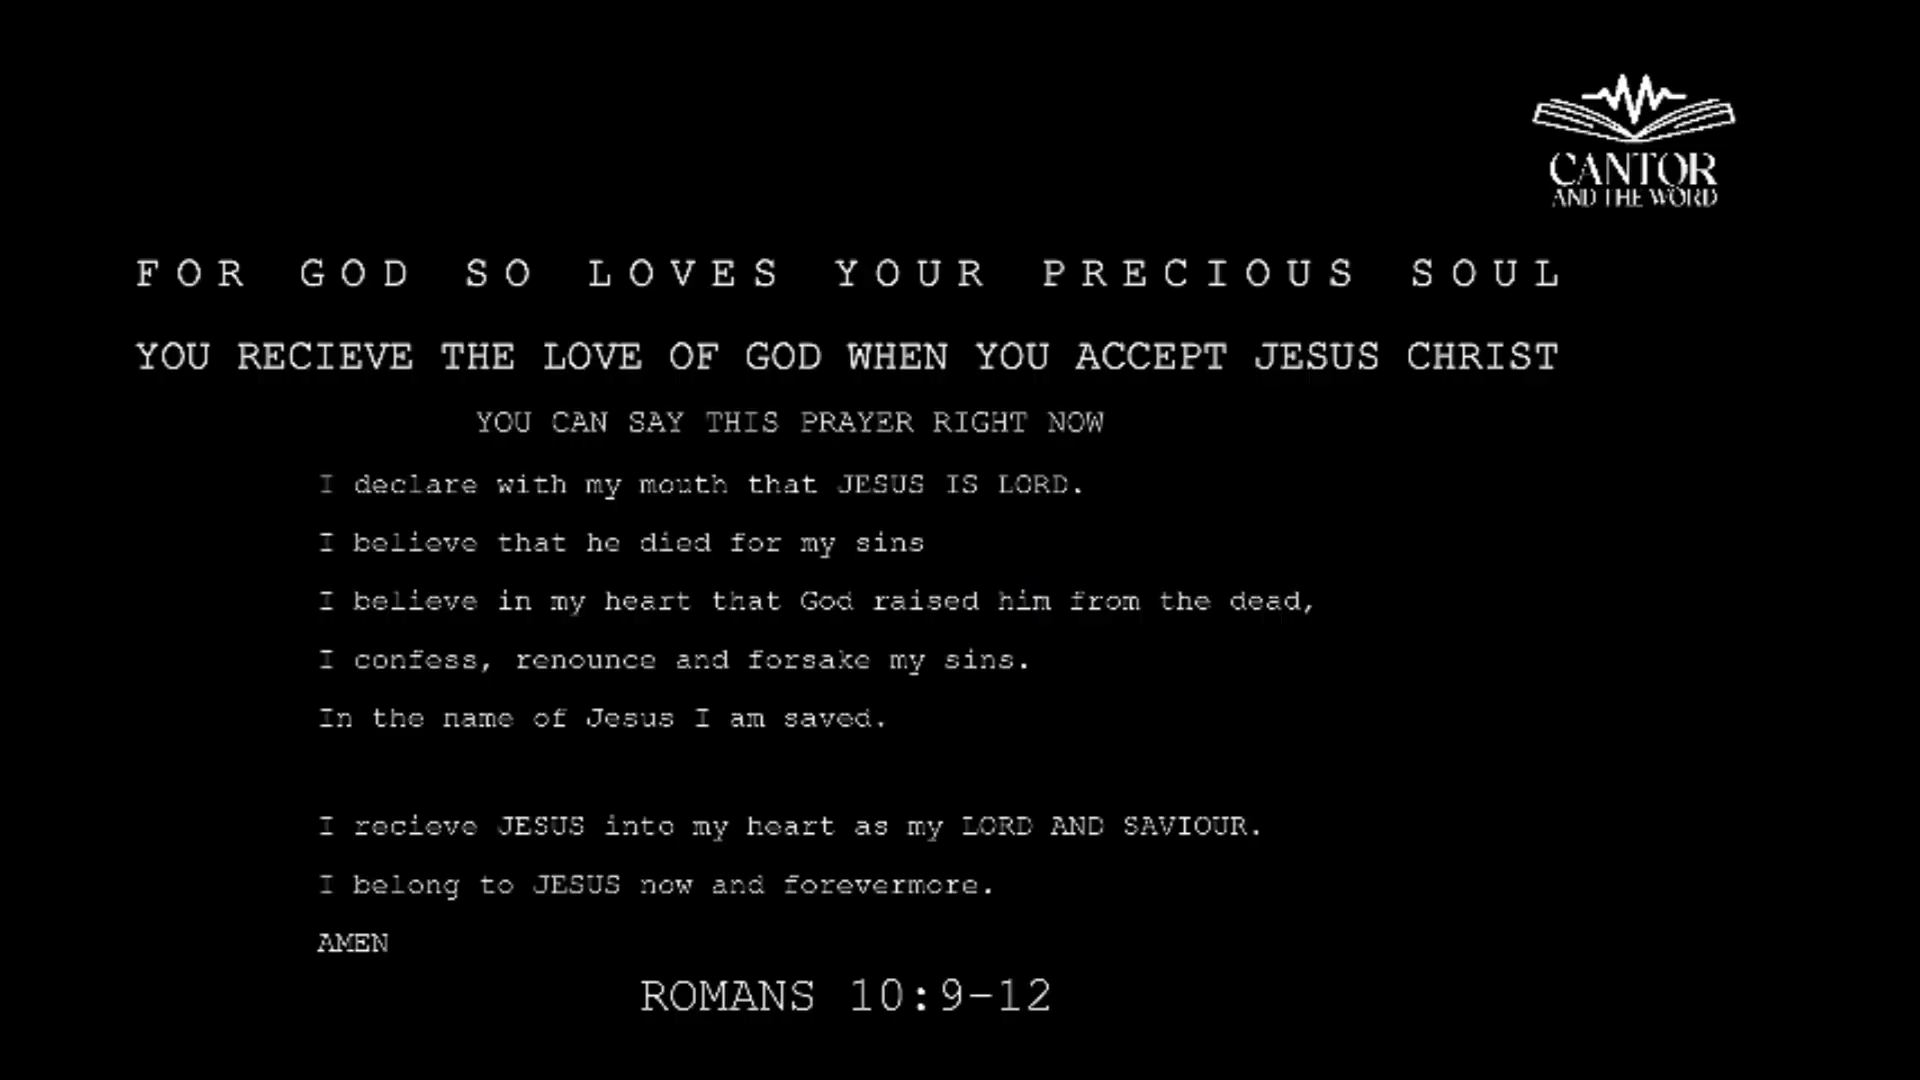 CANTOR
AND THE WORD
FOR GOD SO LOVES YOUR PRECIOUS SOUL
YOU RECIEVE THE LOVE OF GOD WHEN YOU ACCEPT JESUS CHRIST
YOU CAN SAY THIS PRAYER RIGHT NOW
I declare with my mouth that JESUS IS LORD.
I believe that he died for my sins
I believe in my heart that God raised him from the dead,
I confess, renounce and forsake my sins.
In the name of Jesus I am saved.
I recieve JESUS into my heart as my LORD AND SAVIOUR.
I belong to JESUS now and forevermore.
AMEN
ROMANS 10:9-12